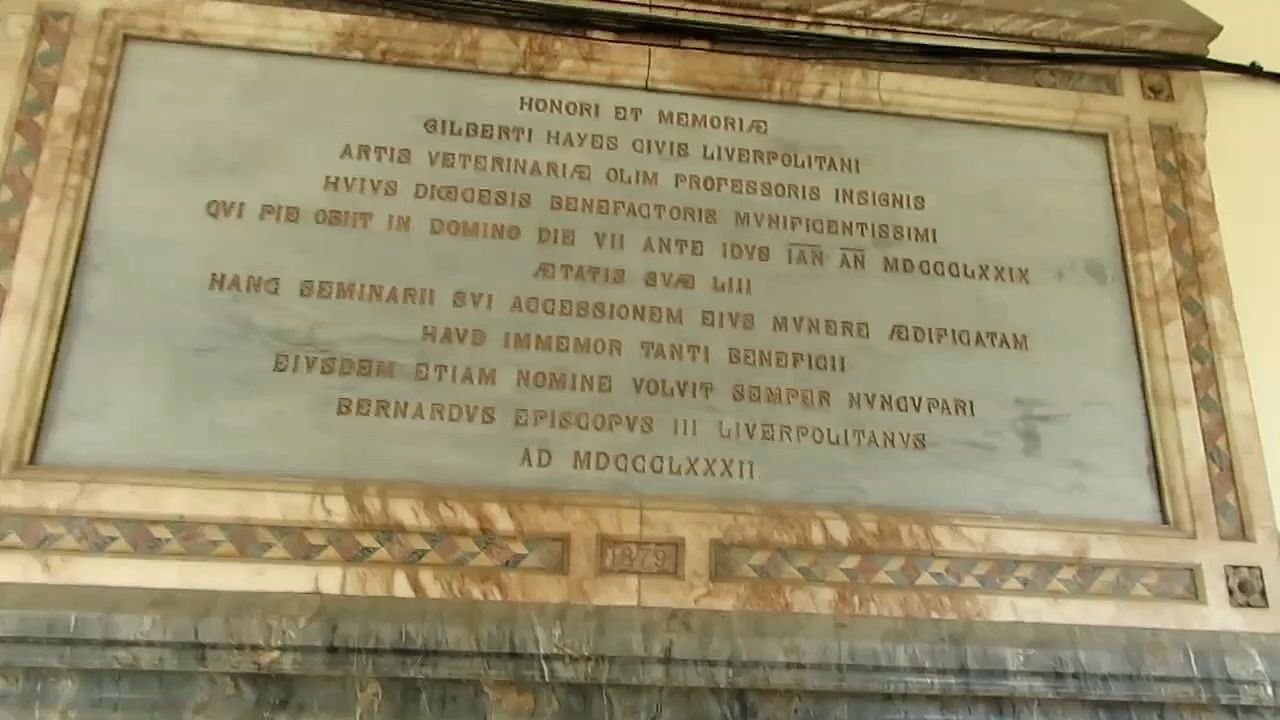 HONORI ET MEMORIÆ
GILBERTI HAYES CIVIS LIVERPOLITANI
ARTIS VETERINARIÆ OLIM PROFESSORIS INSIGNIS
HVIVS DIŒCESIS BENEFACTORIS MVNIFICENTISSIMI
QVI PIE OBIIT IN DOMINO DIE VII ANTE IDVS IAN̅ AN̅ MDCCCLXXIX
ÆTATIS SVÆ LIII
HANC SEMINARII SVI ACCESSIONEM EIVS MVNERE ÆDIFICATAM
HAVD IMMEMOR TANTI BENEFICII
EIVSDEM ETIAM NOMINE VOLVIT SEMPER NVNCVPARI
BERNARDVS EPISCOPVS III LIVERPOLITANVS
AD MDCCCLXXXII
1879